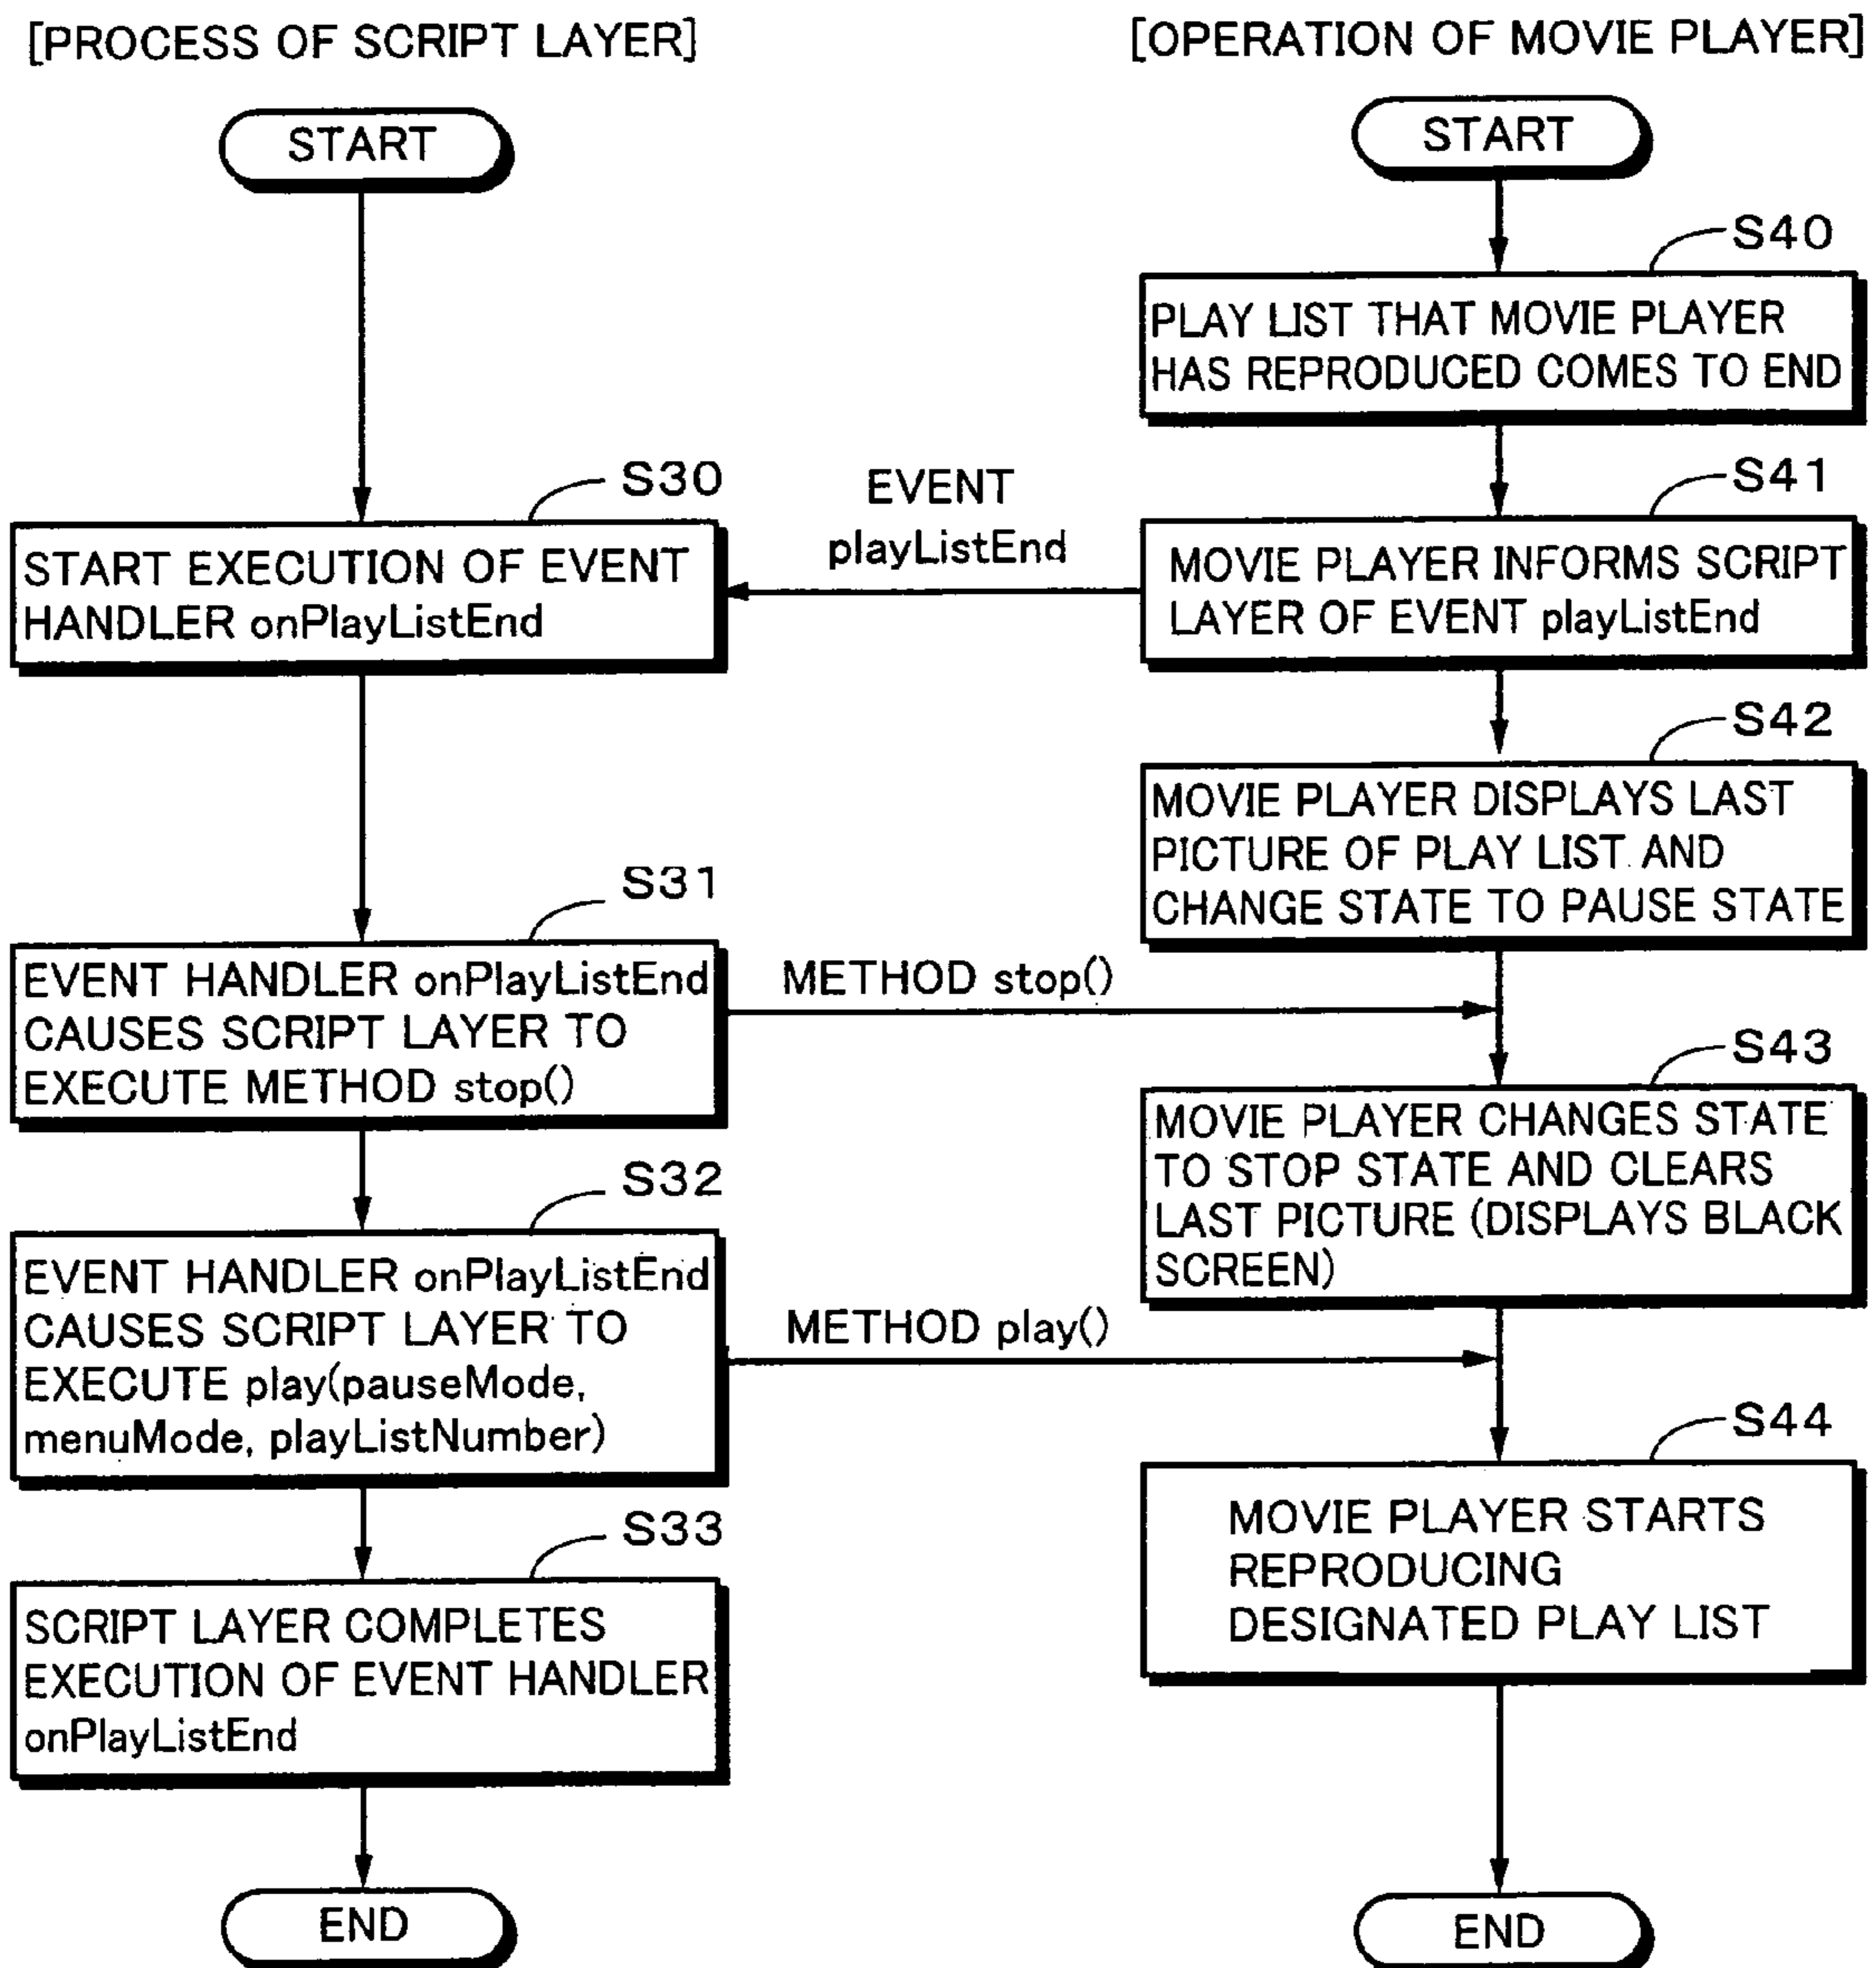 [PROCESS OF SCRIPT LAYER]
START
S30
START EXECUTION OF EVENT
HANDLER onPlayListEnd
S31
EVENT HANDLER onPlayListEnd
CAUSES SCRIPT LAYER TO
EXECUTE METHOD stop()
S32
EVENT HANDLER onPlayListEnd
CAUSES SCRIPT LAYER TO
EXECUTE play(pauseMode,
menuMode, playListNumber)
S33
SCRIPT LAYER COMPLETES
EXECUTION OF EVENT HANDLER
onPlayListEnd
END
EVENT
playListEnd
METHOD stop()
METHOD play()
[OPERATION OF MOVIE PLAYER]
START
S40
PLAY LIST THAT MOVIE PLAYER
HAS REPRODUCED COMES TO END
S41
MOVIE PLAYER INFORMS SCRIPT
LAYER OF EVENT playListEnd
S42
MOVIE PLAYER DISPLAYS LAST
PICTURE OF PLAY LIST AND
CHANGE STATE TO PAUSE STATE
S43
MOVIE PLAYER CHANGES STATE
TO STOP STATE AND CLEARS
LAST PICTURE (DISPLAYS BLACK
SCREEN)
S44
MOVIE PLAYER STARTS
REPRODUCING
DESIGNATED PLAY LIST
END